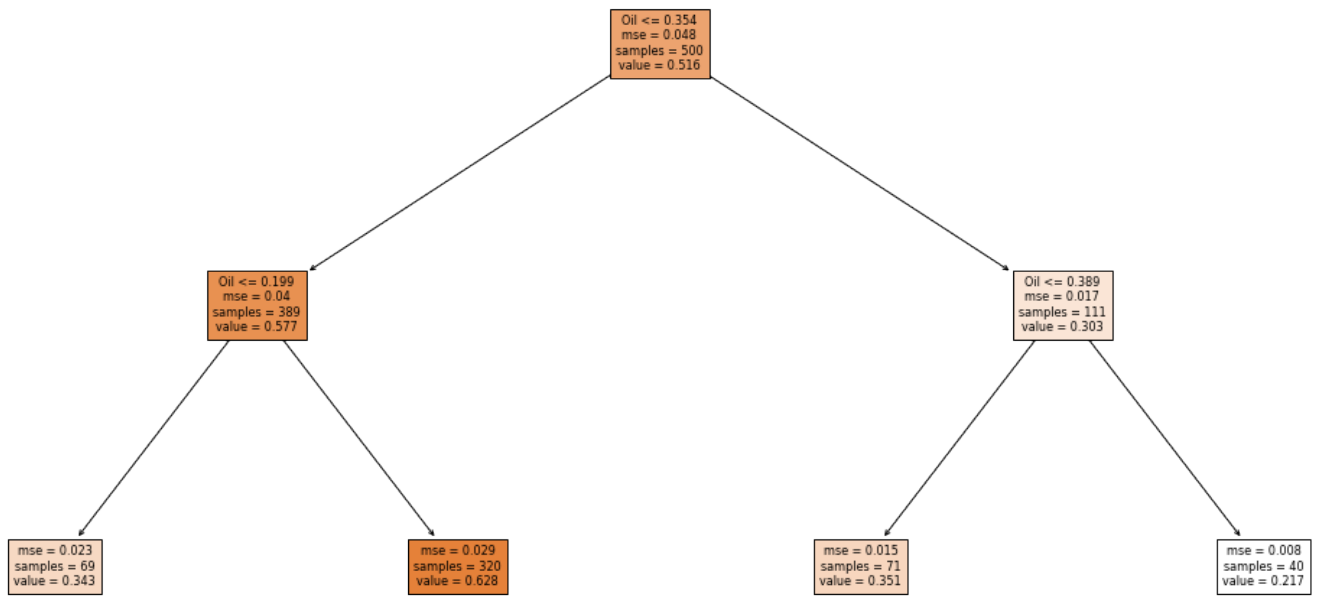 Oil <= 0.354
mse = 0.048
samples = 500
value = 0.516
Oil <= 0.199
mse = 0.04
samples = 389
value = 0.577
Oil <= 0.389
mse = 0.017
samples = 111
value = 0.303
mse = 0.023
samples = 69
value = 0.343
mse = 0.029
samples = 320
value = 0.628
mse = 0.015
samples = 71
value = 0.351
mse = 0.008
samples = 40
value = 0.217